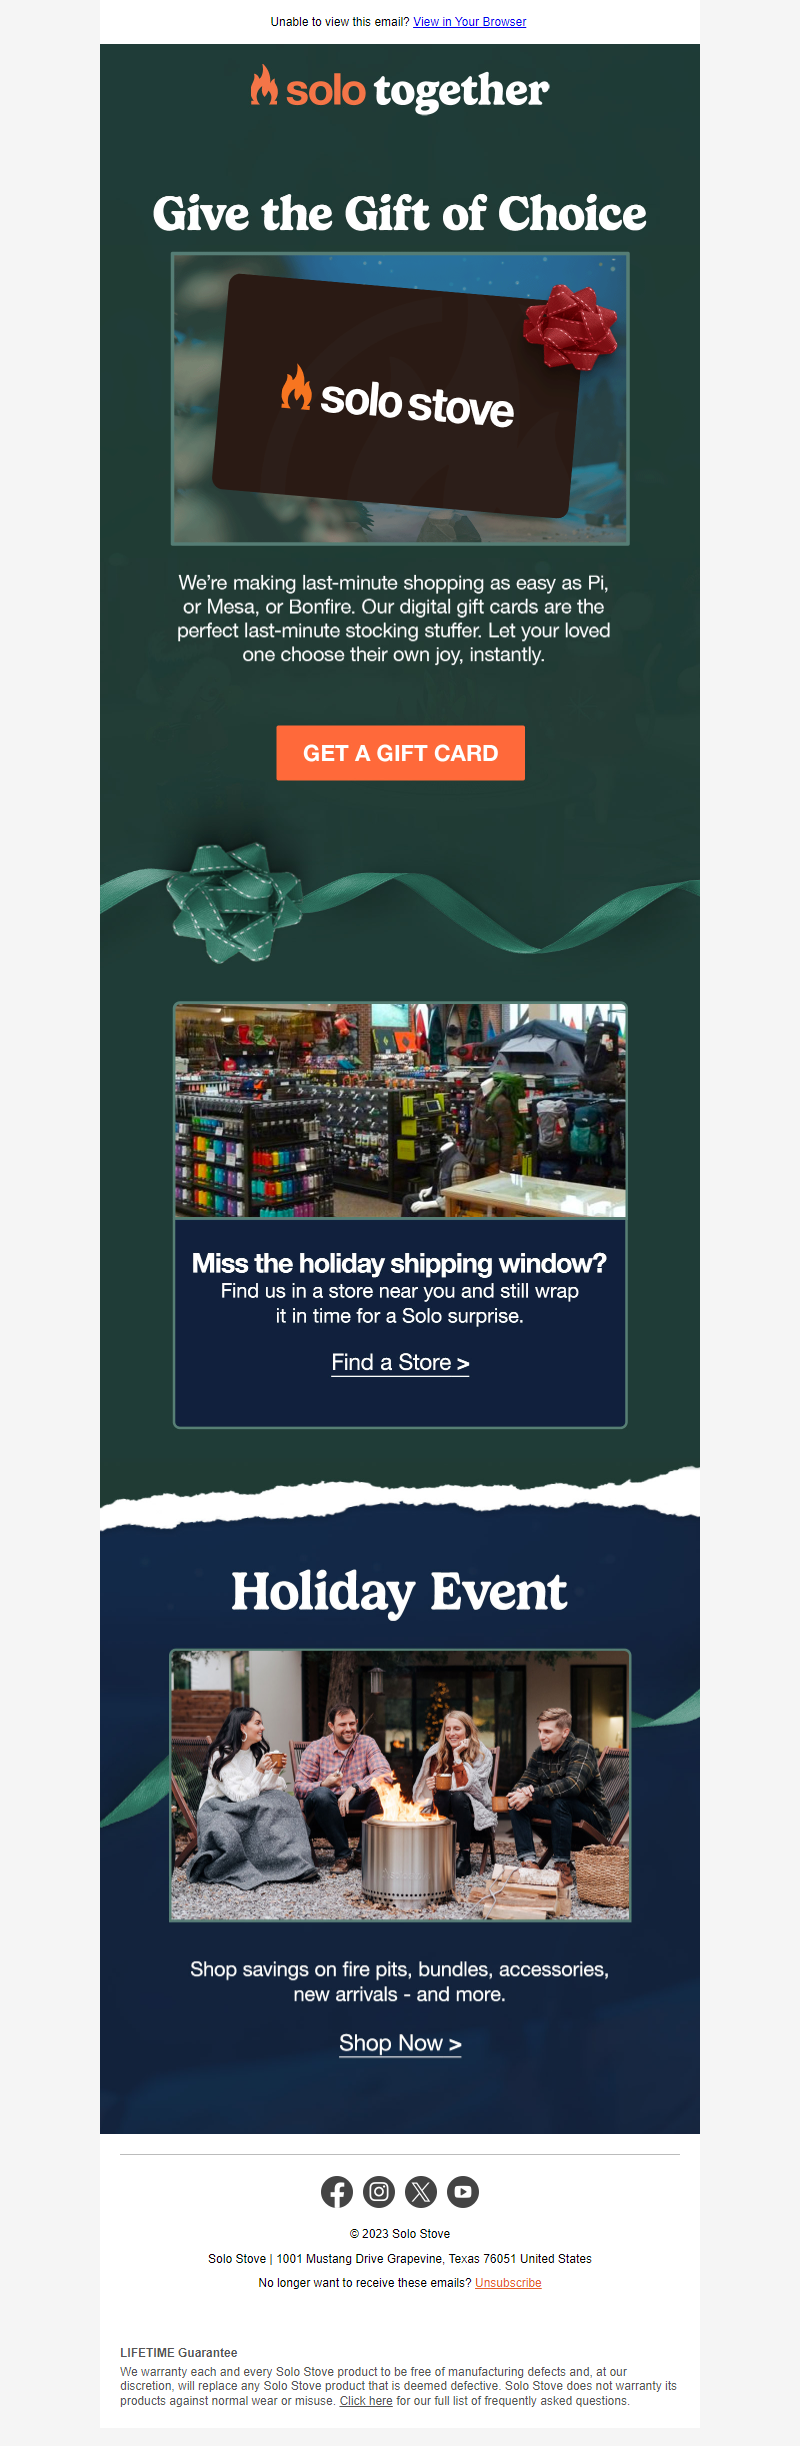 Unable to view this email? View in Your Browser
solo together
Give the Gift of Choice
solo stove
We’re making last-minute shopping as easy as Pi,
or Mesa, or Bonfire. Our digital gift cards are the
perfect last-minute stocking stuffer. Let your loved
one choose their own joy, instantly.
GET A GIFT CARD
Miss the holiday shipping window?
Find us in a store near you and still wrap
it in time for a Solo surprise.
Find a Store >
Holiday Event
Shop savings on fire pits, bundles, accessories,
new arrivals - and more.
Shop Now >
© 2023 Solo Stove
Solo Stove | 1001 Mustang Drive Grapevine, Texas 76051 United States
No longer want to receive these emails? Unsubscribe
LIFETIME Guarantee
We warranty each and every Solo Stove product to be free of manufacturing defects and, at our
discretion, will replace any Solo Stove product that is deemed defective. Solo Stove does not warranty its
products against normal wear or misuse. Click here for our full list of frequently asked questions.